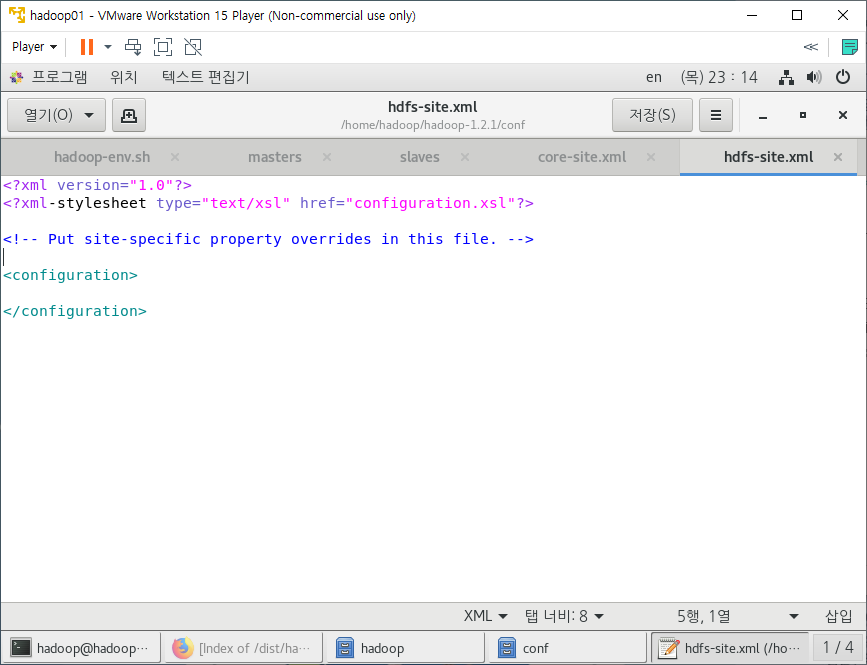 hadoop01 - VMware Workstation 15 Player (Non-commercial use only)
Player
프로그램 위치 텍스트 편집기 en (목) 23 : 14
열기(O) hdfs-site.xml 저장(S)
/home/hadoop/hadoop-1.2.1/conf
hadoop-env.sh masters slaves core-site.xml hdfs-site.xml
<?xml version="1.0"?>
<?xml-stylesheet type="text/xsl" href="configuration.xsl"?>
<!-- Put site-specific property overrides in this file. -->
<configuration>
</configuration>
XML 탭 너비: 8 5행, 1열 삽입
hadoop@hadoop··· [Index of /dist/ha··· hadoop conf hdfs-site.xml (/ho··· 1 / 4